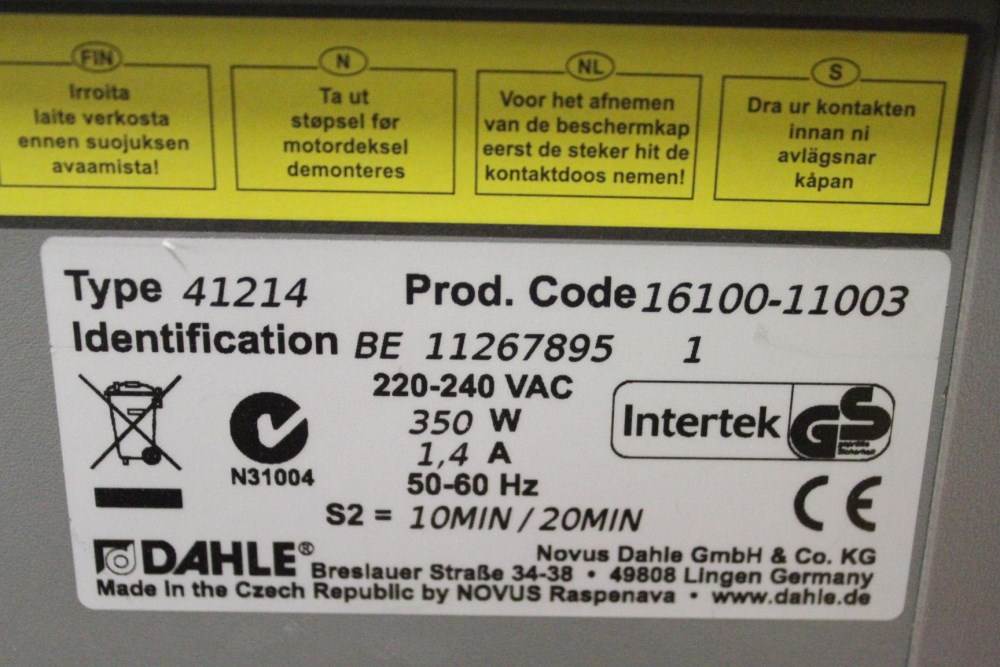 FIN
Irroita
laite verkosta
ennen suojuksen
avaamista!
N
Ta ut
støpsel før
motordeksel
demonteres
NL
Voor het afnemen
van de beschermkap
eerst de steker hit de
kontaktdoos nemen!
S
Dra ur kontakten
innan ni
avlägsnar
kåpan
Type 41214 Prod. Code 16100-11003
Identification BE 11267895 1
220-240 VAC
350 W
1,4 A
50-60 Hz
S2 = 10MIN / 20MIN
N31004
Intertek GS
geprüfte
Sicherheit
CE
DAHLE®
Novus Dahle GmbH & Co. KG
Breslauer Straße 34-38 • 49808 Lingen Germany
Made in the Czech Republic by NOVUS Raspenava • www.dahle.de